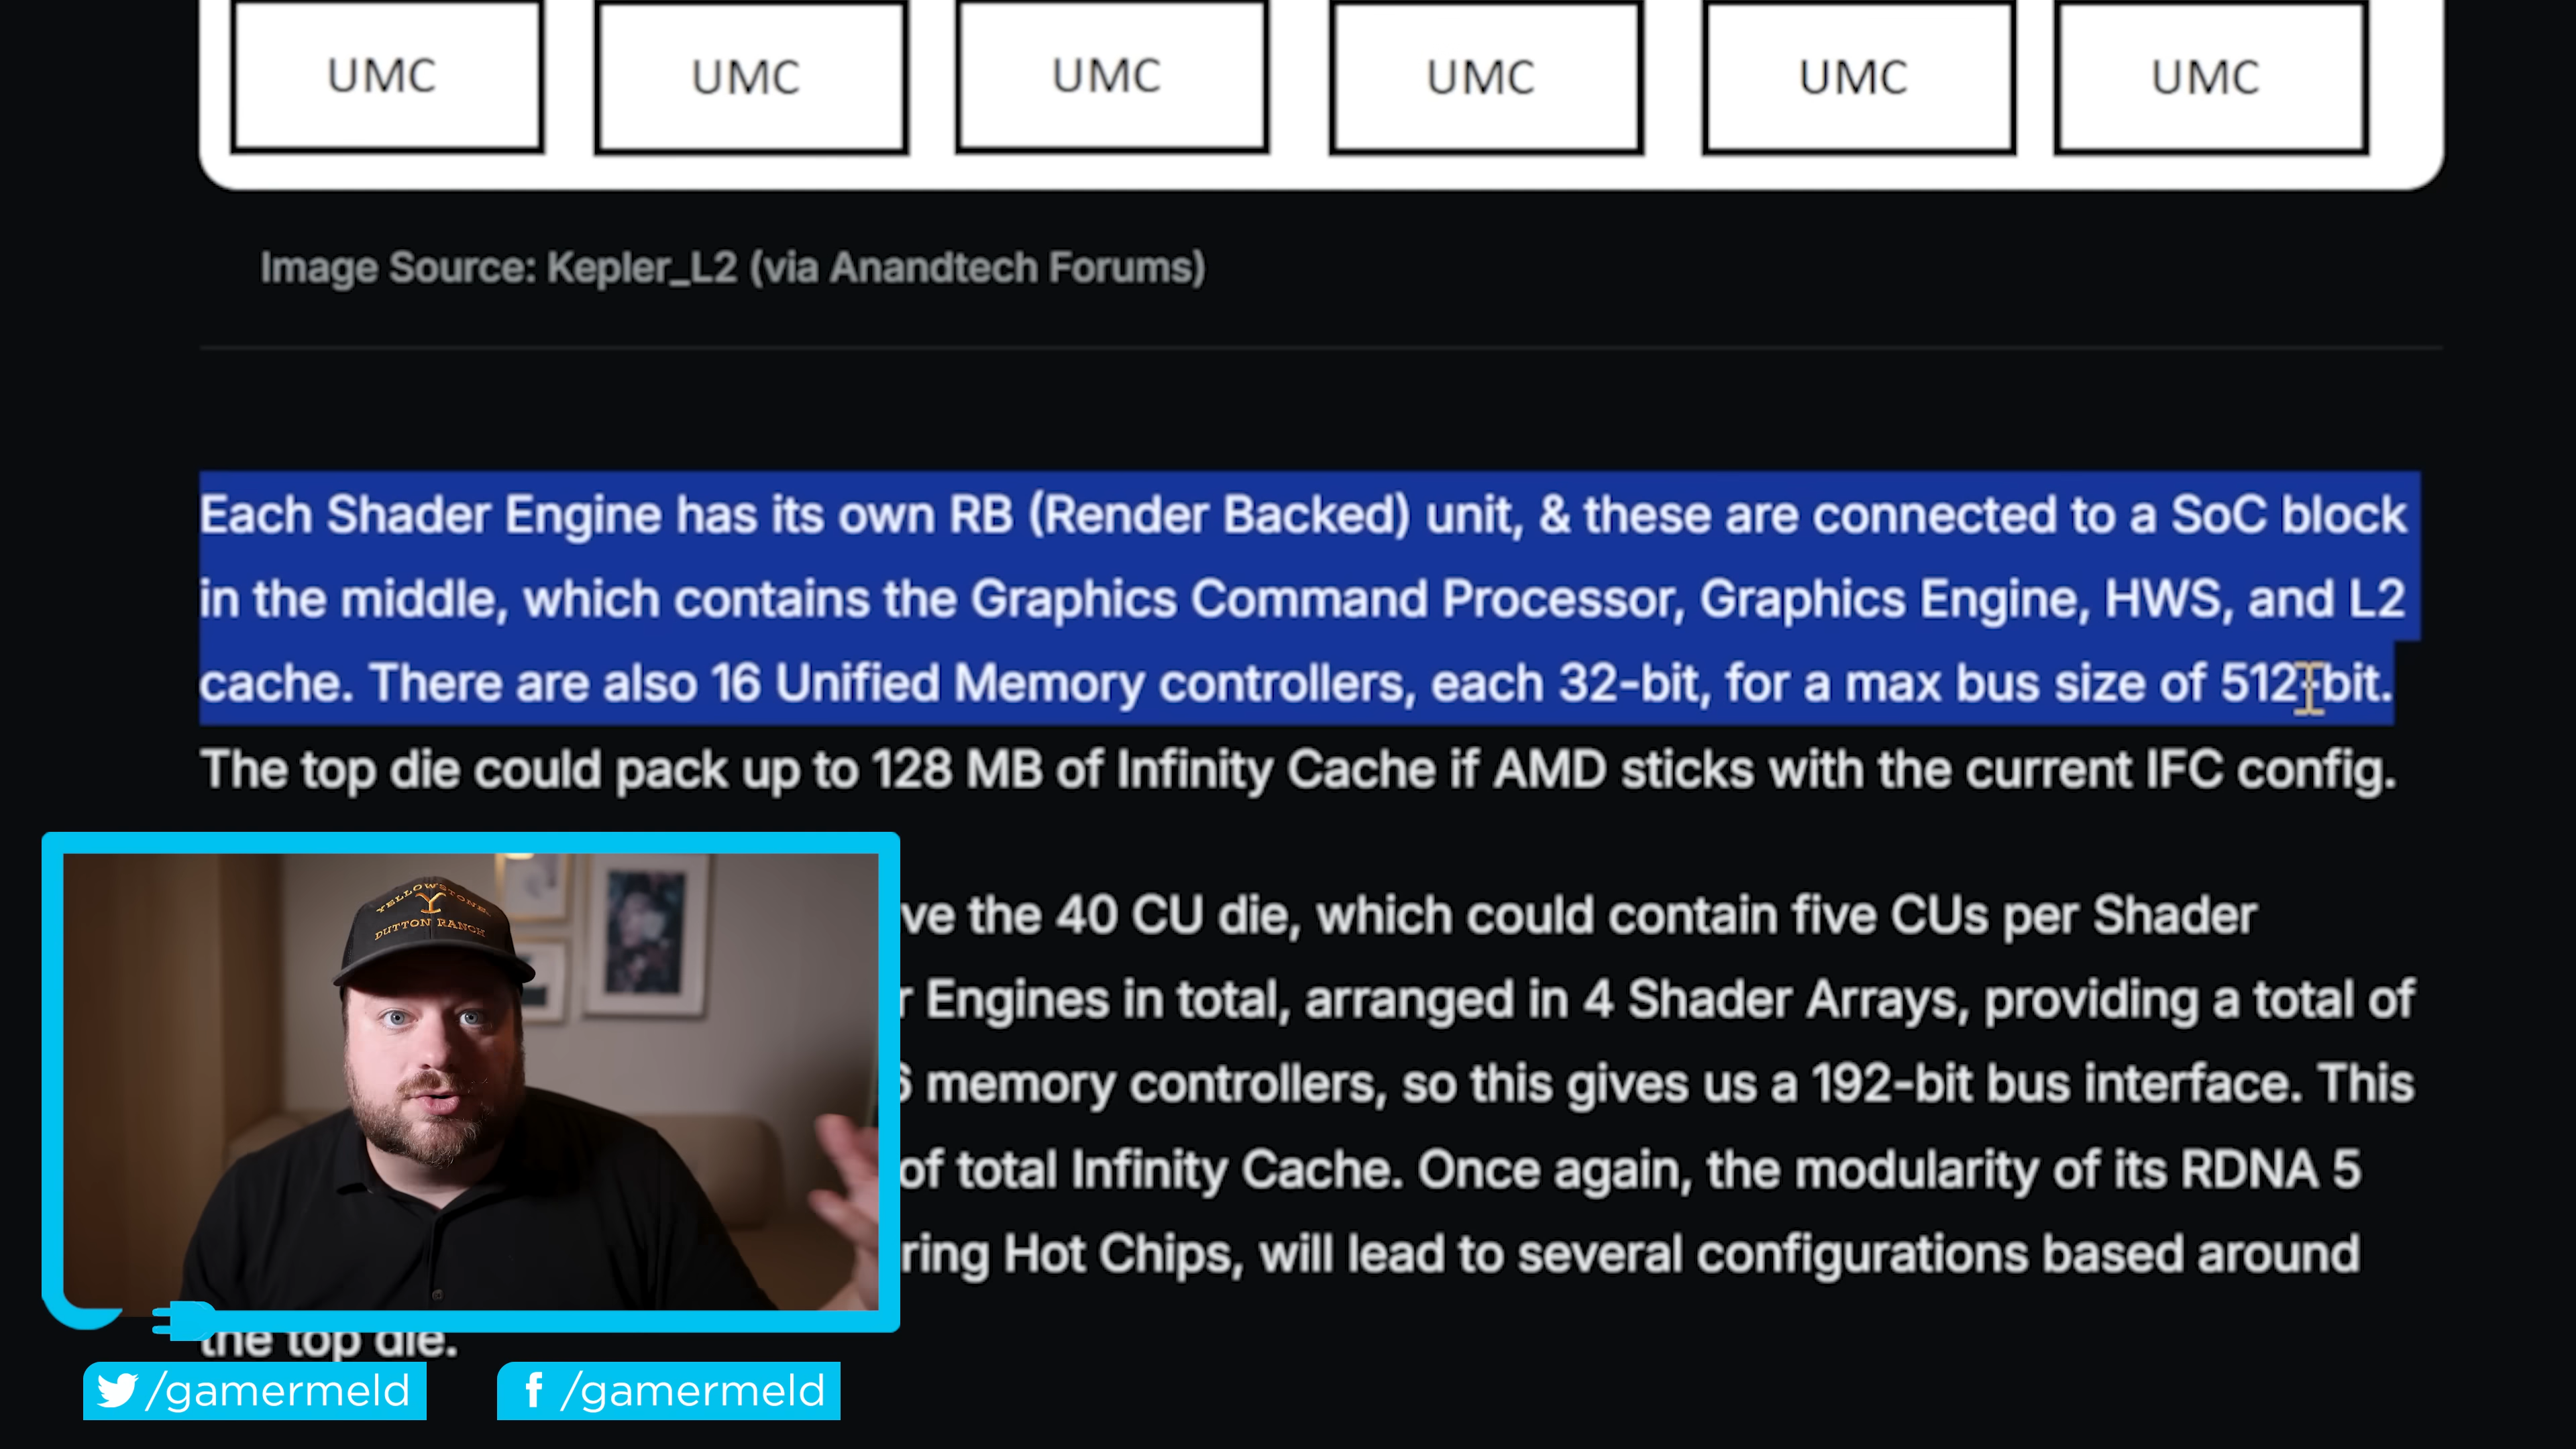 UMC UMC UMC UMC UMC UMC
Image Source: Kepler_L2 (via Anandtech Forums)
Each Shader Engine has its own RB (Render Backed) unit, & these are connected to a SoC block
in the middle, which contains the Graphics Command Processor, Graphics Engine, HWS, and L2
cache. There are also 16 Unified Memory controllers, each 32-bit, for a max bus size of 512-bit.
The top die could pack up to 128 MB of Infinity Cache if AMD sticks with the current IFC config.
the 40 CU die, which could contain five CUs per Shader
Engines in total, arranged in 4 Shader Arrays, providing a total of
6 memory controllers, so this gives us a 192-bit bus interface. This
of total Infinity Cache. Once again, the modularity of its RDNA 5
Hot Chips, will lead to several configurations based around
the top die.
YELLOWSTONE
Y
DUTTON RANCH
/gamermeld
f /gamermeld